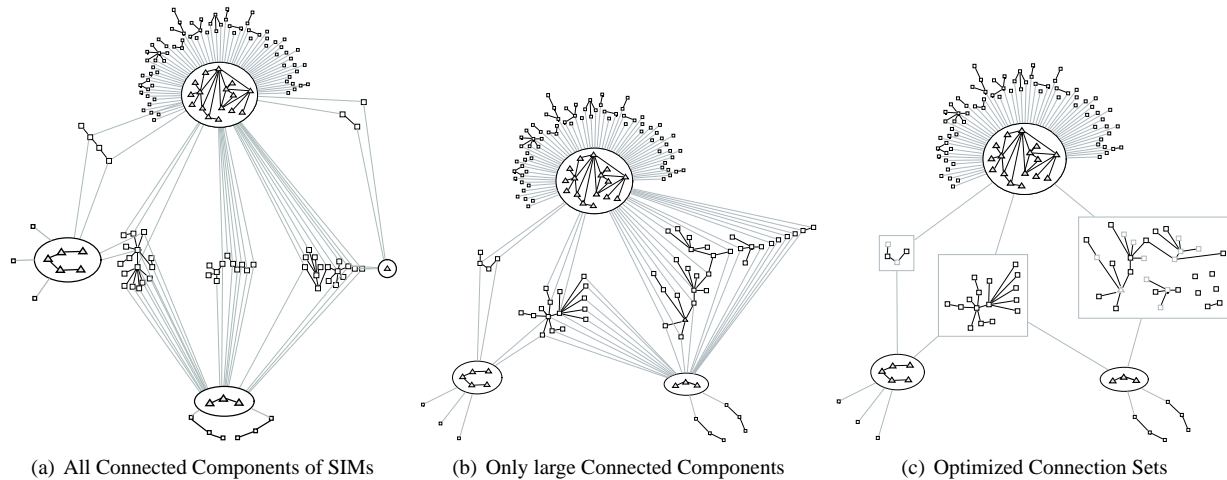 (a) All Connected Components of SIMs
(b) Only large Connected Components
(c) Optimized Connection Sets